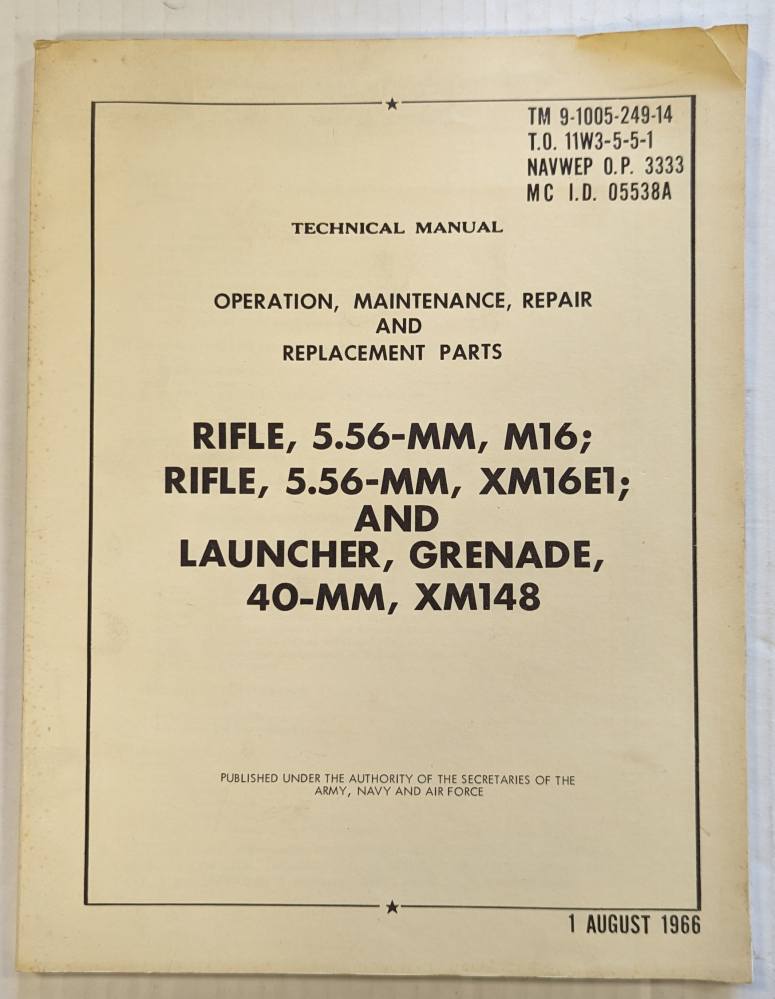 TM 9-1005-249-14
T.O. 11W3-5-5-1
NAVWEP O.P. 3333
MC I.D. 05538A
TECHNICAL MANUAL
OPERATION, MAINTENANCE, REPAIR
AND
REPLACEMENT PARTS
RIFLE, 5.56-MM, M16;
RIFLE, 5.56-MM, XM16E1;
AND
LAUNCHER, GRENADE,
40-MM, XM148
PUBLISHED UNDER THE AUTHORITY OF THE SECRETARIES OF THE
ARMY, NAVY AND AIR FORCE
1 AUGUST 1966